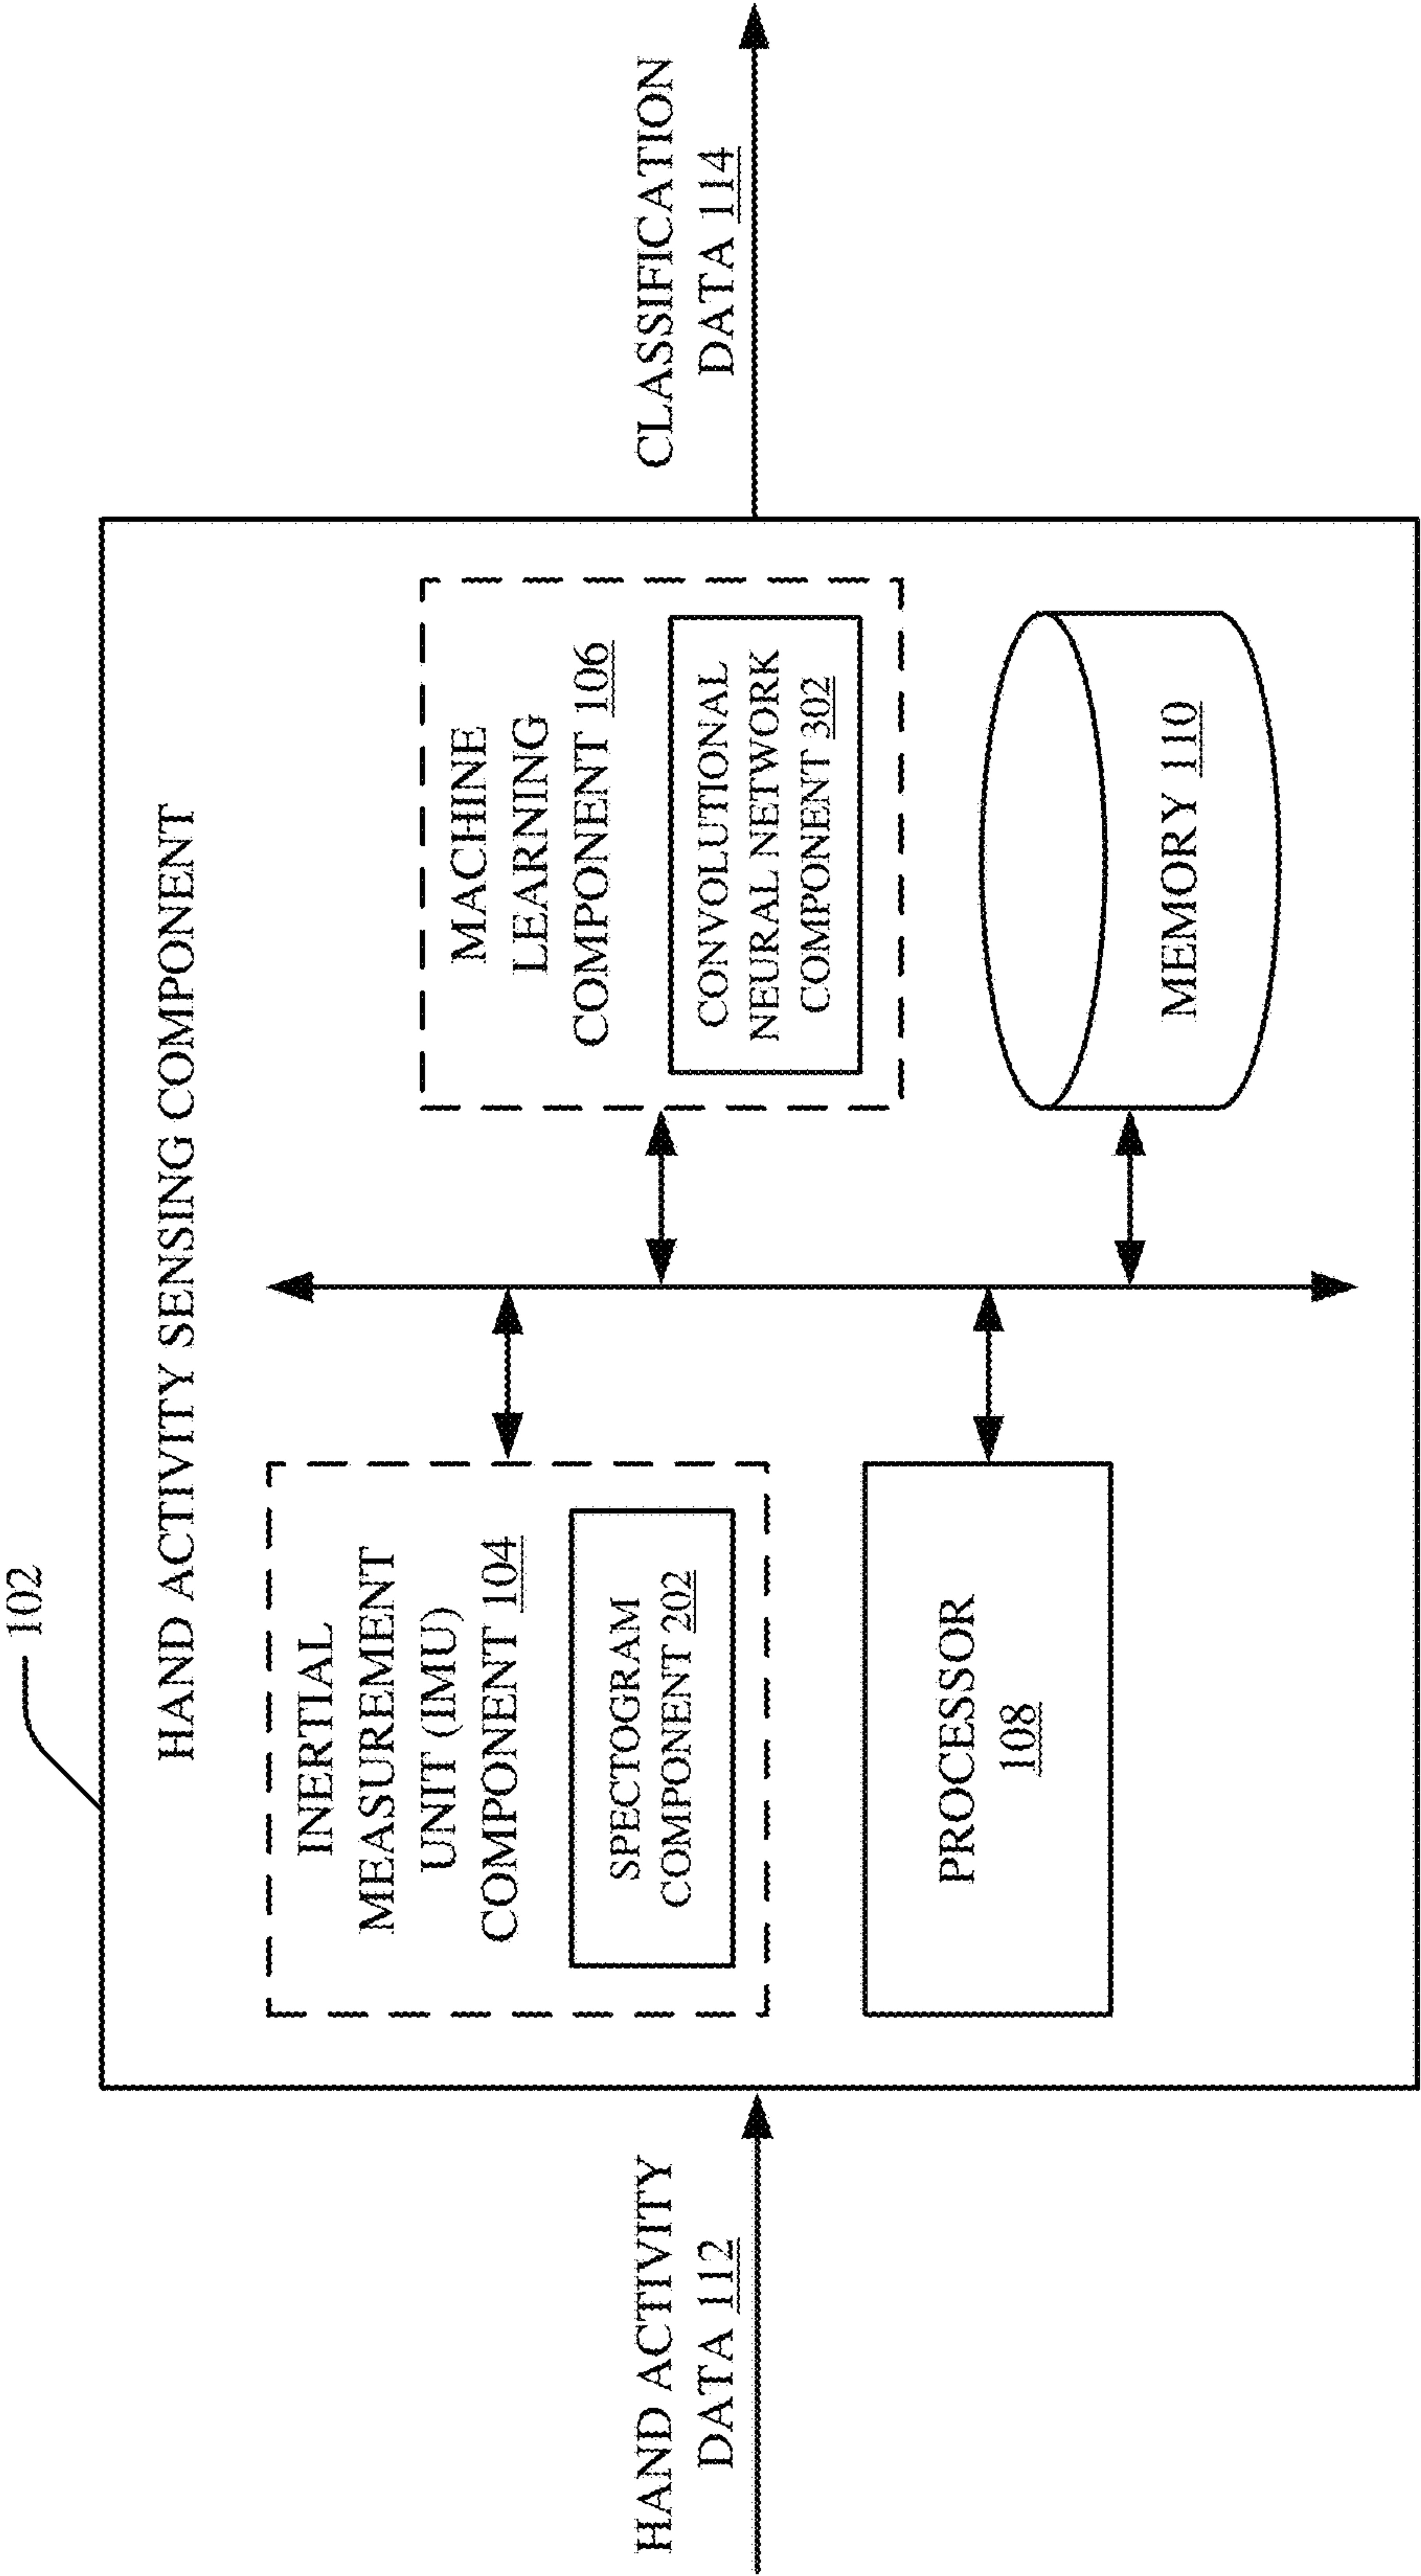 102
HAND ACTIVITY SENSING COMPONENT
HAND ACTIVITY
DATA 112
INERTIAL
MEASUREMENT
UNIT (IMU)
COMPONENT 104
SPECTOGRAM
COMPONENT 202
PROCESSOR
108
MACHINE
LEARNING
COMPONENT 106
CONVOLUTIONAL
NEURAL NETWORK
COMPONENT 302
MEMORY 110
CLASSIFICATION
DATA 114